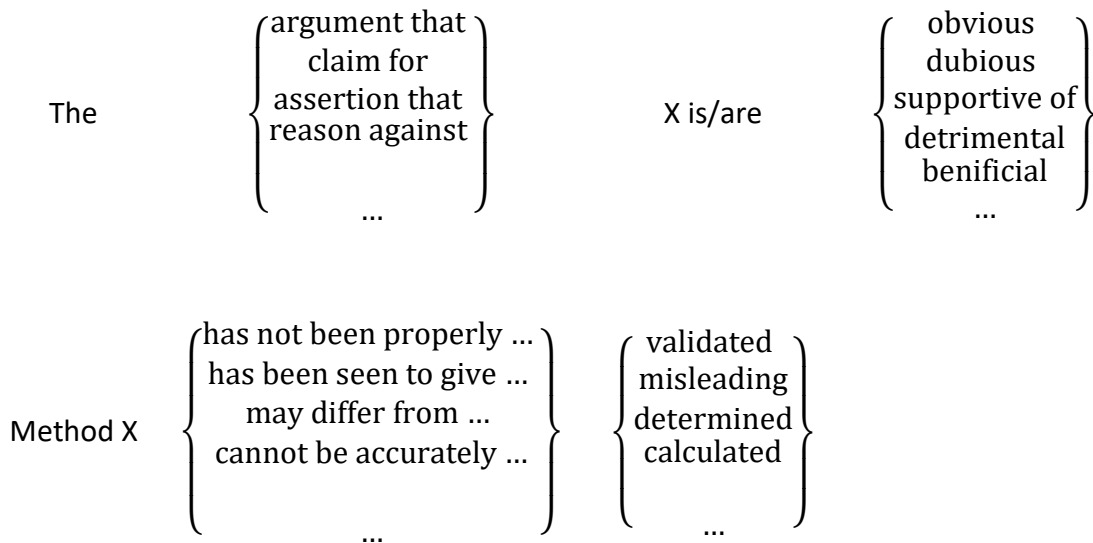 The
argument that
claim for
assertion that
reason against
...
X is/are
obvious
dubious
supportive of
detrimental
benificial
...
Method X
has not been properly ...
has been seen to give ...
may differ from ...
cannot be accurately ...
...
validated
misleading
determined
calculated
...